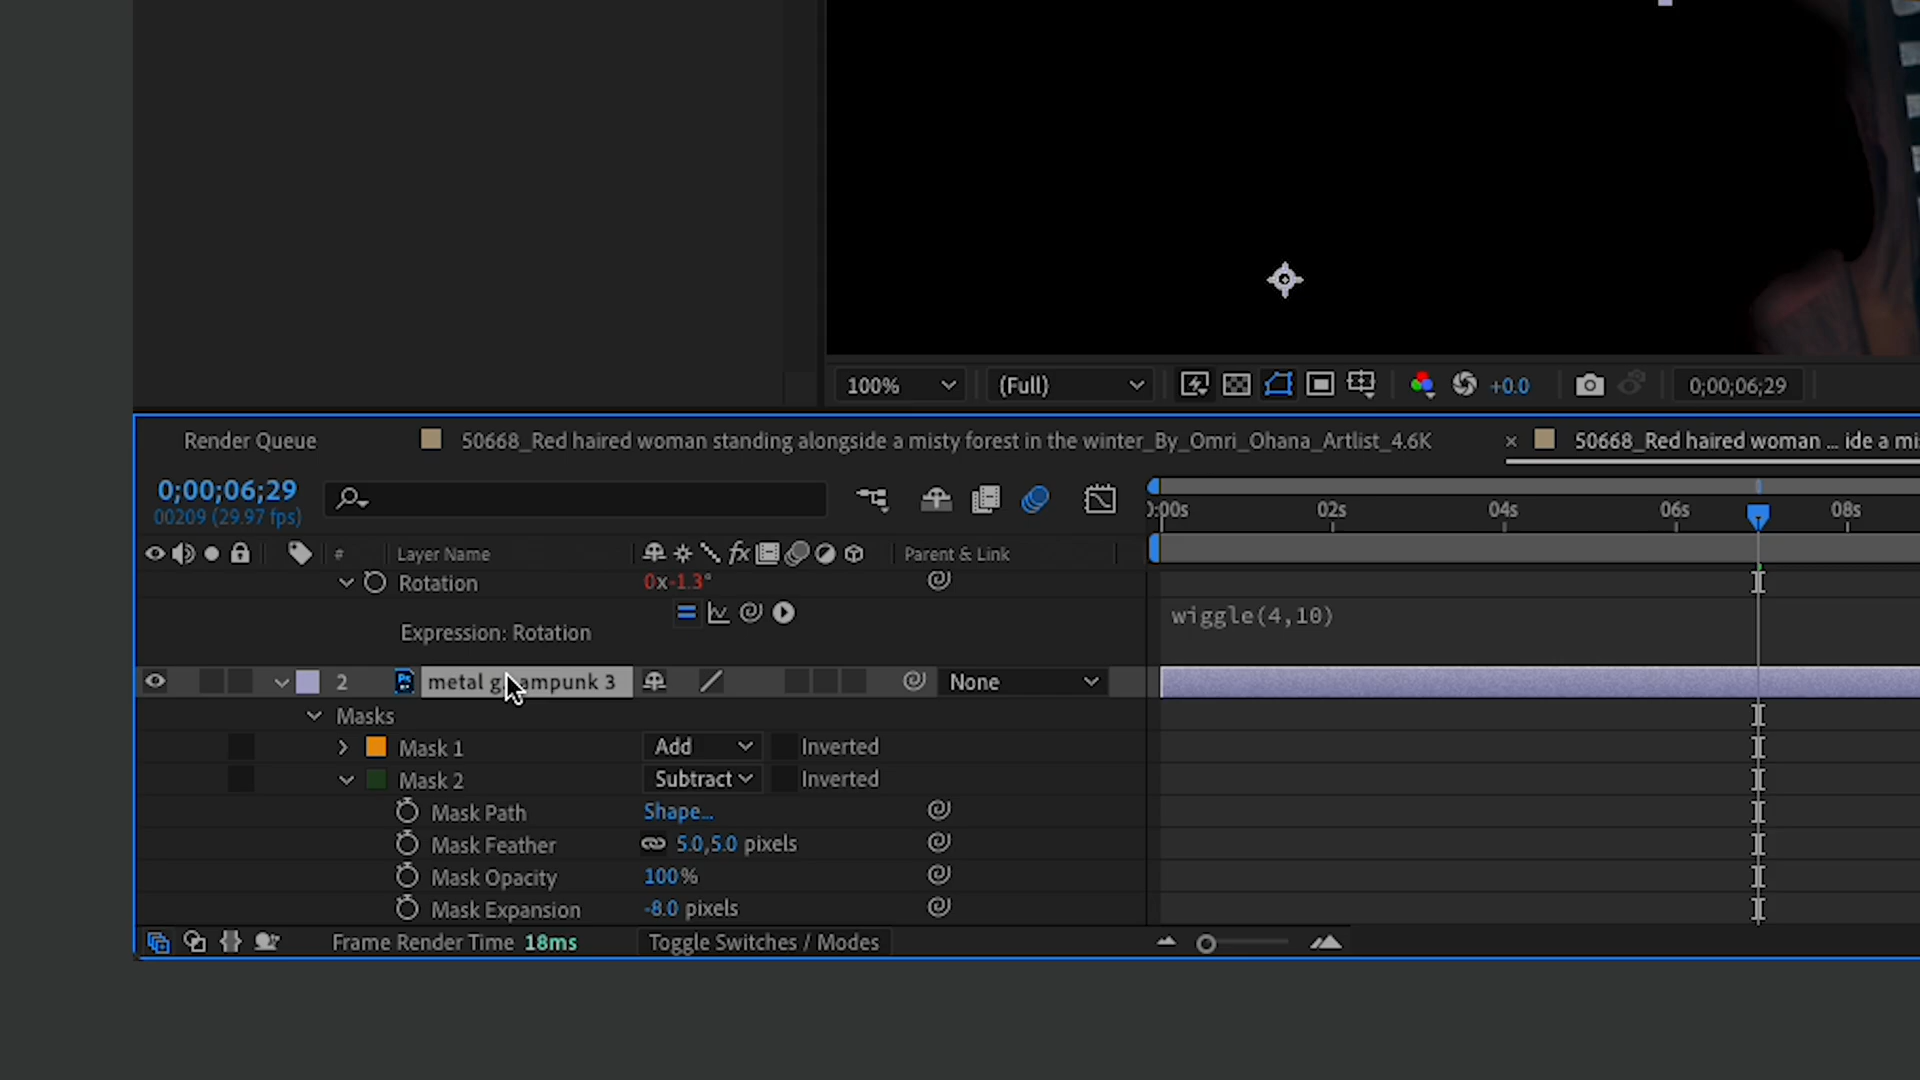 100%
(Full)
+0.0
0;00;06;29
Render Queue
50668_Red haired woman standing alongside a misty forest in the winter_By_Omri_Ohana_Artlist_4.6K
× 50668_Red haired woman ... ide a mi
0;00;06;29
00209 (29.97 fps)
0:00s 02s 04s 06s 08s
# Layer Name fx Parent & Link
Rotation 0x-1.3°
Expression: Rotation wiggle(4,10)
2 Ps metal g ampunk 3 None
Masks
Mask 1 Add Inverted
Mask 2 Subtract Inverted
Mask Path Shape...
Mask Feather 5.0,5.0 pixels
Mask Opacity 100%
Mask Expansion -8.0 pixels
Frame Render Time 18ms Toggle Switches / Modes